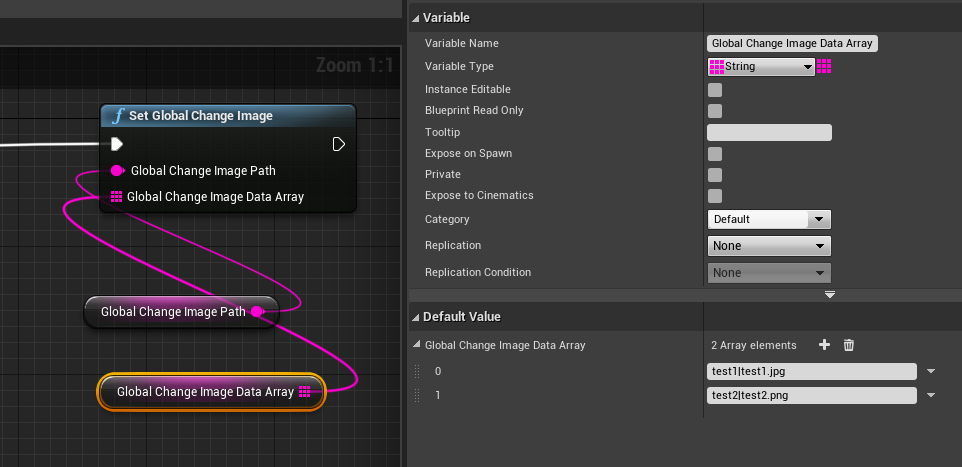 Zoom 1:1
Set Global Change Image
Global Change Image Path
Global Change Image Data Array
Global Change Image Path
Global Change Image Data Array
Variable
Variable Name Global Change Image Data Array
Variable Type String
Instance Editable
Blueprint Read Only
Tooltip
Expose on Spawn
Private
Expose to Cinematics
Category Default
Replication None
Replication Condition None
Default Value
Global Change Image Data Array 2 Array elements
0 test1|test1.jpg
1 test2|test2.png